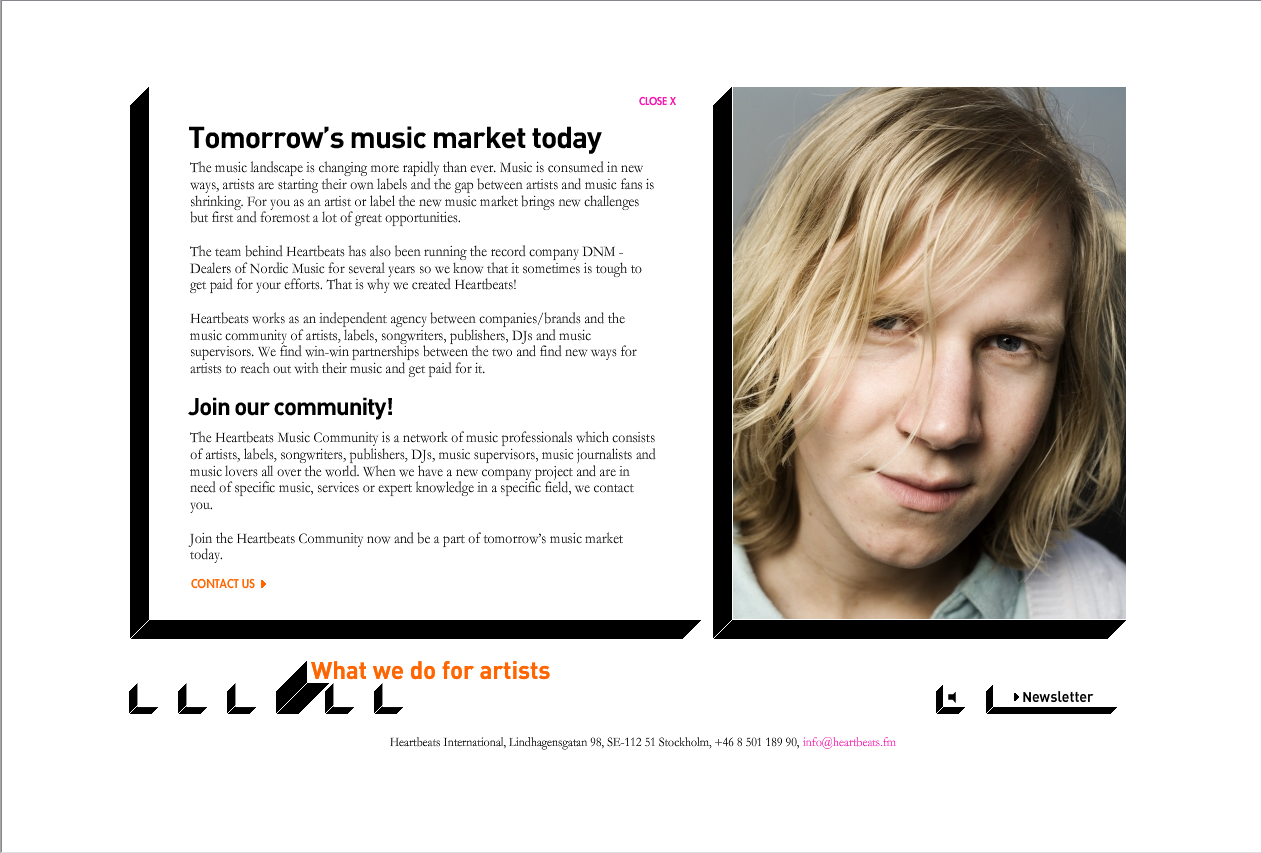 CLOSE X
Tomorrow's music market today
The music landscape is changing more rapidly than ever. Music is consumed in new
ways, artists are starting their own labels and the gap between artists and music fans is
shrinking. For you as an artist or label the new music market brings new challenges
but first and foremost a lot of great opportunities.
The team behind Heartbeats has also been running the record company DNM -
Dealers of Nordic Music for several years so we know that it sometimes is tough to
get paid for your efforts. That is why we created Heartbeats!
Heartbeats works as an independent agency between companies/brands and the
music community of artists, labels, songwriters, publishers, DJs and music
supervisors. We find win-win partnerships between the two and find new ways for
artists to reach out with their music and get paid for it.
Join our community!
The Heartbeats Music Community is a network of music professionals which consists
of artists, labels, songwriters, publishers, DJs, music supervisors, music journalists and
music lovers all over the world. When we have a new company project and are in
need of specific music, services or expert knowledge in a specific field, we contact
you.
Join the Heartbeats Community now and be a part of tomorrow's music market
today.
CONTACT US
What we do for artists
Newsletter
Heartbeats International, Lindhagensgatan 98, SE-112 51 Stockholm, +46 8 501 189 90, info@heartbeats.fm